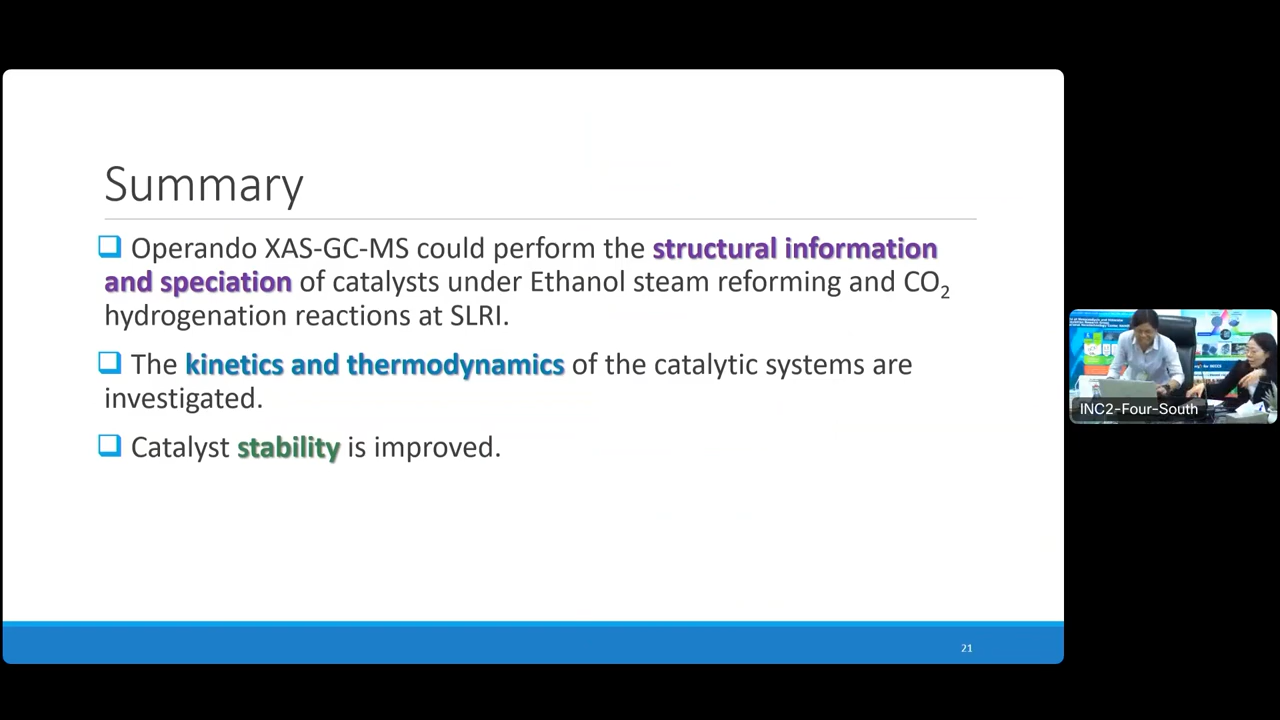 Summary
Operando XAS-GC-MS could perform the structural information
and speciation of catalysts under Ethanol steam reforming and CO2
hydrogenation reactions at SLRI.
The kinetics and thermodynamics of the catalytic systems are
investigated.
Catalyst stability is improved.
21
INC2-Four-South